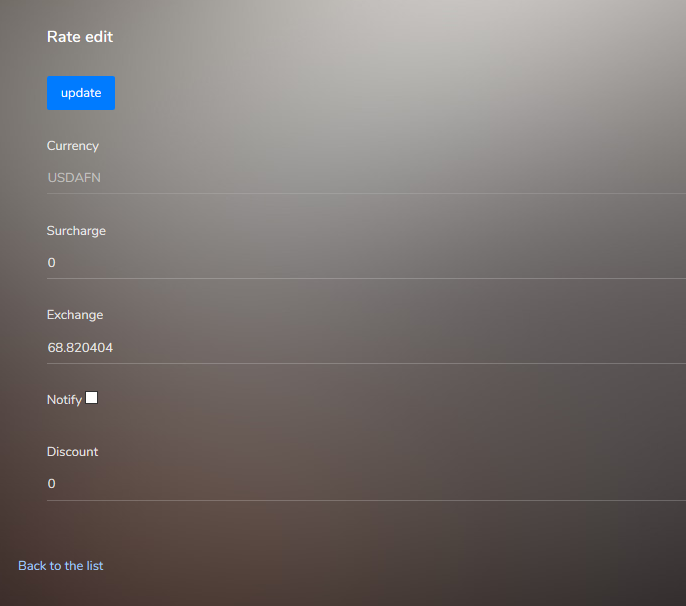 Rate edit
update
Currency
USDAFN
Surcharge
0
Exchange
68.820404
Notify
Discount
0
Back to the list